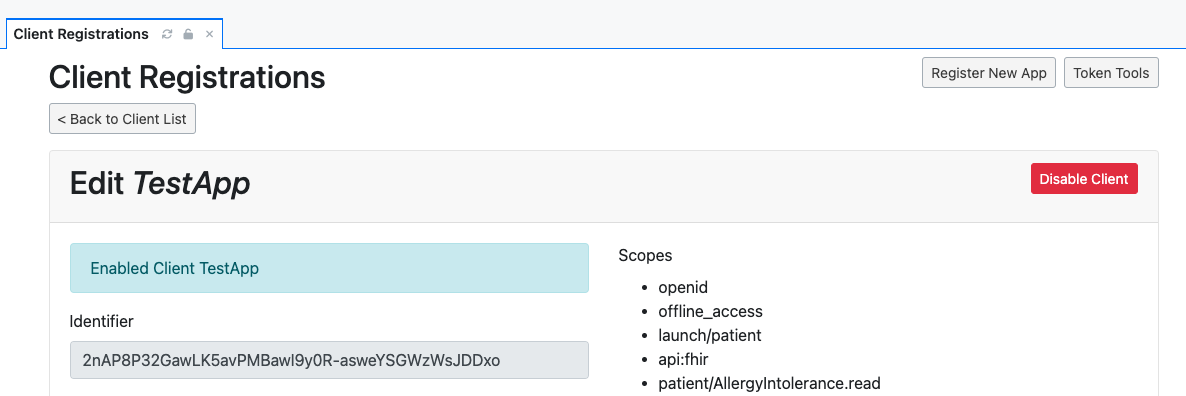 Client Registrations
Client Registrations
Register New App
Token Tools
< Back to Client List
Edit TestApp
Disable Client
Enabled Client TestApp
Identifier
2nAP8P32GawLK5avPMBawI9y0R-asweYSGWzWsJDDxo
Scopes
openid
offline_access
launch/patient
api:fhir
patient/AllergyIntolerance.read